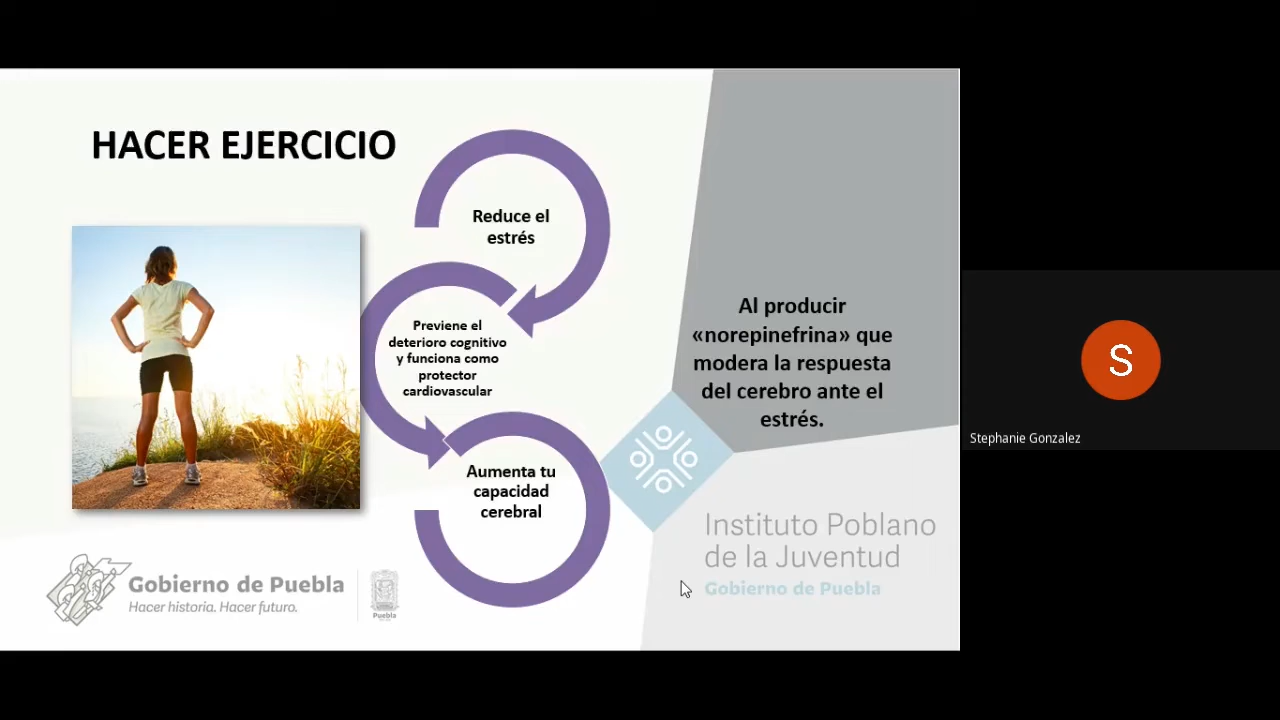 HACER EJERCICIO
Reduce el
estrés
Previene el
deterioro cognitivo
y funciona como
protector
cardiovascular
Aumenta tu
capacidad
cerebral
Al producir
«norepinefrina» que
modera la respuesta
del cerebro ante el
estrés.
Instituto Poblano
de la Juventud
Gobierno de Puebla
Gobierno de Puebla
Hacer historia. Hacer futuro.
Puebla
S
Stephanie Gonzalez